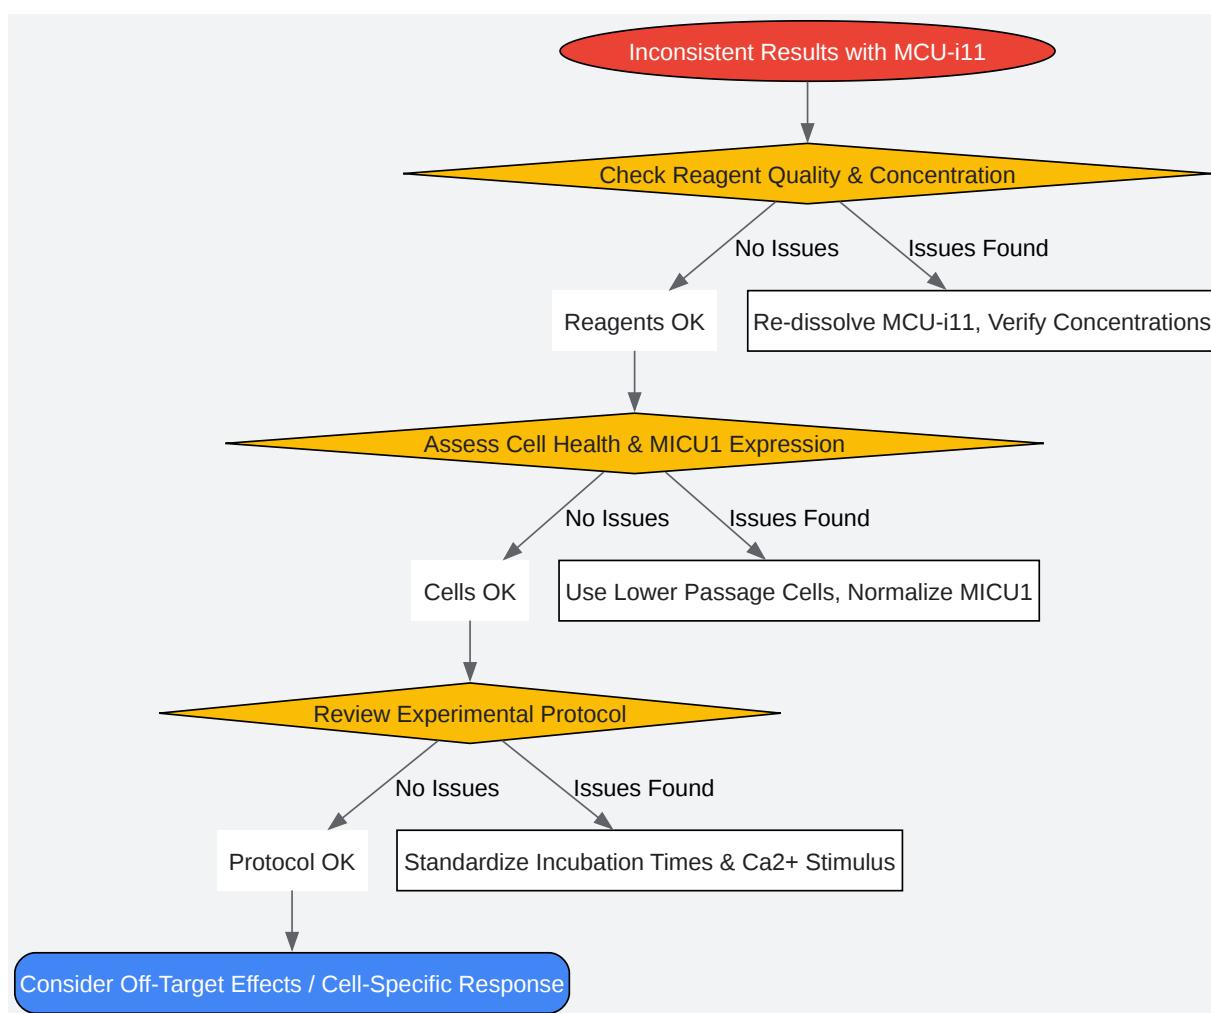 Inconsistent Results with MCU-i11
Check Reagent Quality & Concentration
No Issues
Issues Found
Reagents OK
Re-dissolve MCU-i11, Verify Concentrations
Assess Cell Health & MICU1 Expression
No Issues
Issues Found
Cells OK
Use Lower Passage Cells, Normalize MICU1
Review Experimental Protocol
No Issues
Issues Found
Protocol OK
Standardize Incubation Times & Ca2+ Stimulus
Consider Off-Target Effects / Cell-Specific Response